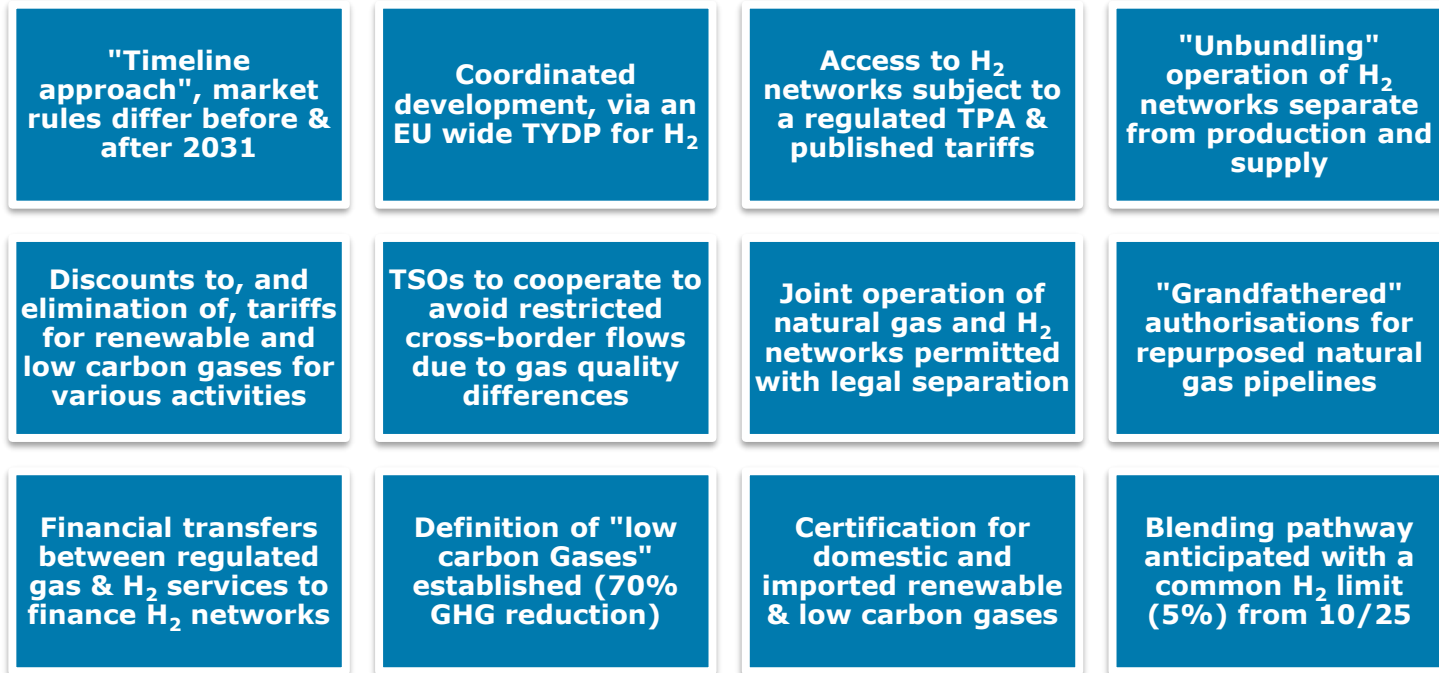 "Timeline
approach", market
rules differ before &
after 2031
Coordinated
development, via an
EU wide TYDP for H₂
Access to H₂
networks subject to
a regulated TPA &
published tariffs
"Unbundling"
operation of H₂
networks separate
from production and
supply
Discounts to, and
elimination of, tariffs
for renewable and
low carbon gases for
various activities
TSOs to cooperate to
avoid restricted
cross-border flows
due to gas quality
differences
Joint operation of
natural gas and H₂
networks permitted
with legal separation
"Grandfathered"
authorisations for
repurposed natural
gas pipelines
Financial transfers
between regulated
gas & H₂ services to
finance H₂ networks
Definition of "low
carbon Gases"
established (70%
GHG reduction)
Certification for
domestic and
imported renewable
& low carbon gases
Blending pathway
anticipated with a
common H₂ limit
(5%) from 10/25